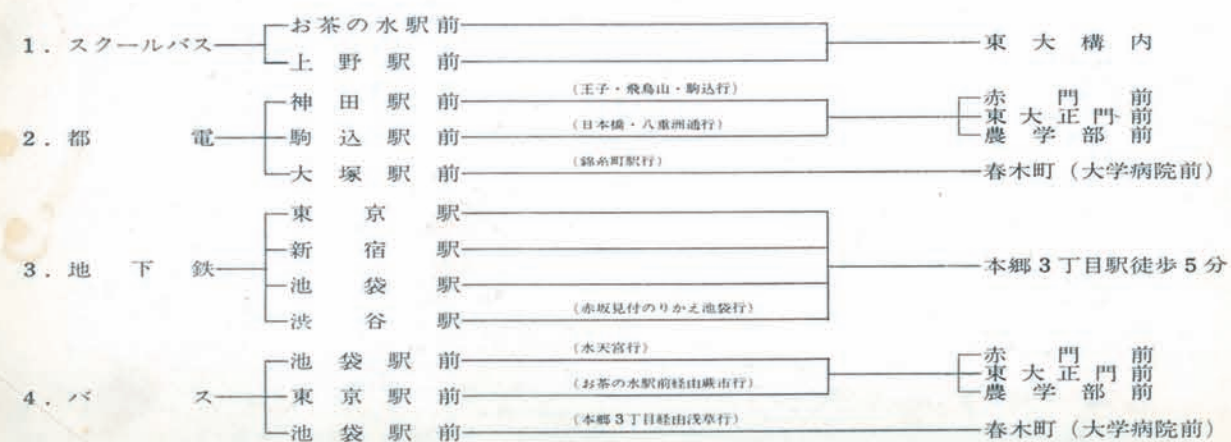 1. スクールバス
お茶の水駅前
上野駅前
東大構内
2. 都電
神田駅前 (王子・飛鳥山・駒込行)
駒込駅前 (日本橋・八重洲通行)
赤門前
東大正門前
農学部前
大塚駅前 (錦糸町駅行) 春木町(大学病院前)
3. 地下鉄
東京駅
新宿駅
池袋駅
渋谷駅 (赤坂見付のりかえ池袋行)
本郷3丁目駅徒歩5分
4. バス
池袋駅前 (水天宮行)
東京駅前 (お茶の水駅前経由蕨市行)
赤門前
東大正門前
農学部前
池袋駅前 (本郷3丁目経由浅草行) 春木町(大学病院前)